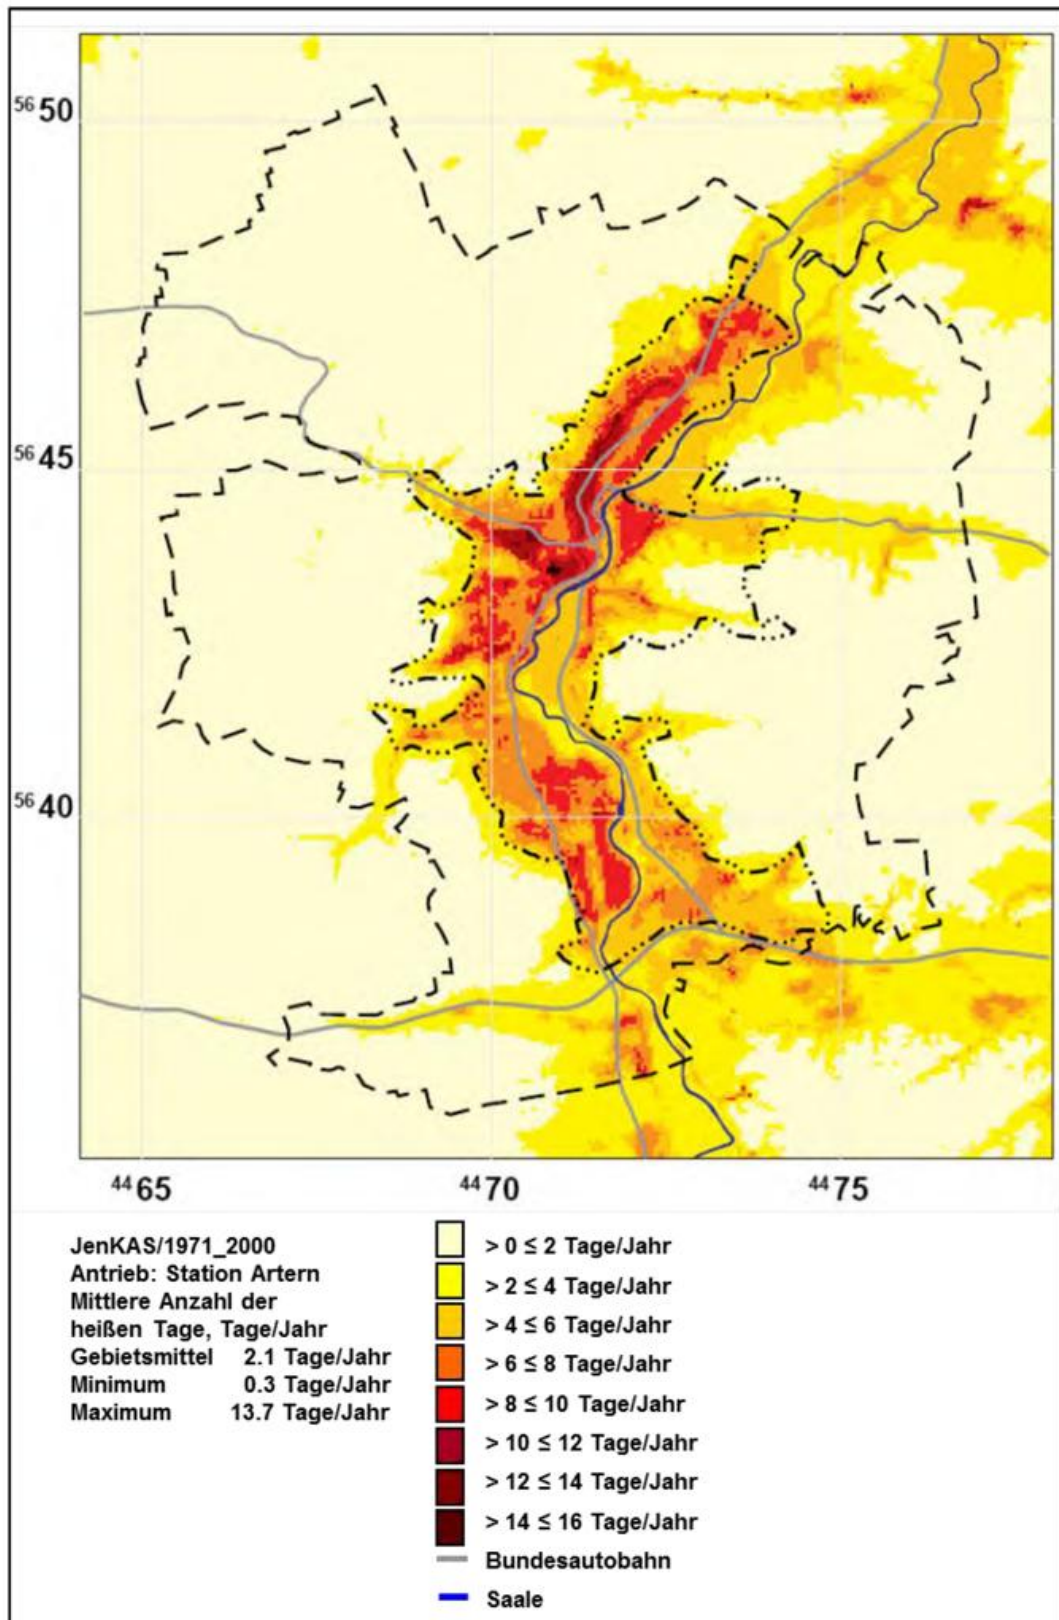 56 50
56 45
56 40
44 65 44 70 44 75
JenKAS/1971_2000
Antrieb: Station Artern
Mittlere Anzahl der
heißen Tage, Tage/Jahr
Gebietsmittel 2.1 Tage/Jahr
Minimum 0.3 Tage/Jahr
Maximum 13.7 Tage/Jahr
> 0 ≤ 2 Tage/Jahr
> 2 ≤ 4 Tage/Jahr
> 4 ≤ 6 Tage/Jahr
> 6 ≤ 8 Tage/Jahr
> 8 ≤ 10 Tage/Jahr
> 10 ≤ 12 Tage/Jahr
> 12 ≤ 14 Tage/Jahr
> 14 ≤ 16 Tage/Jahr
Bundesautobahn
Saale